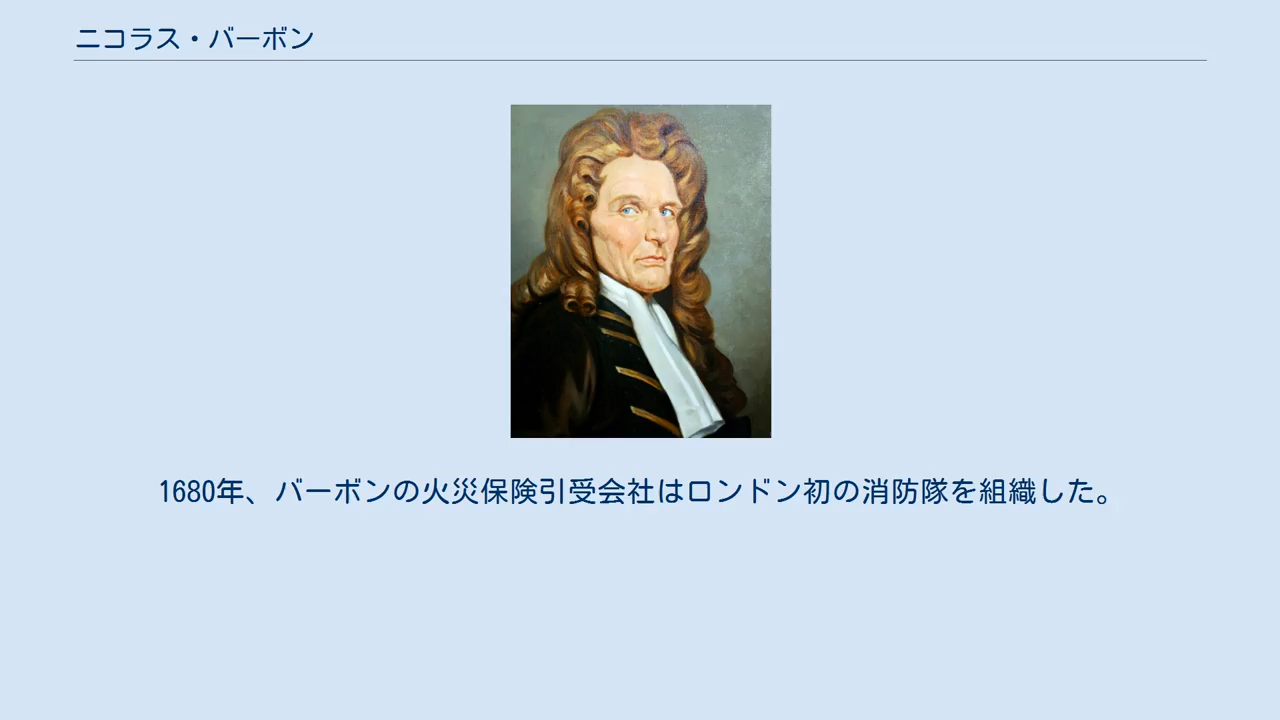 ニコラス・バーボン
1680年、バーボンの火災保険引受会社はロンドン初の消防隊を組織した。